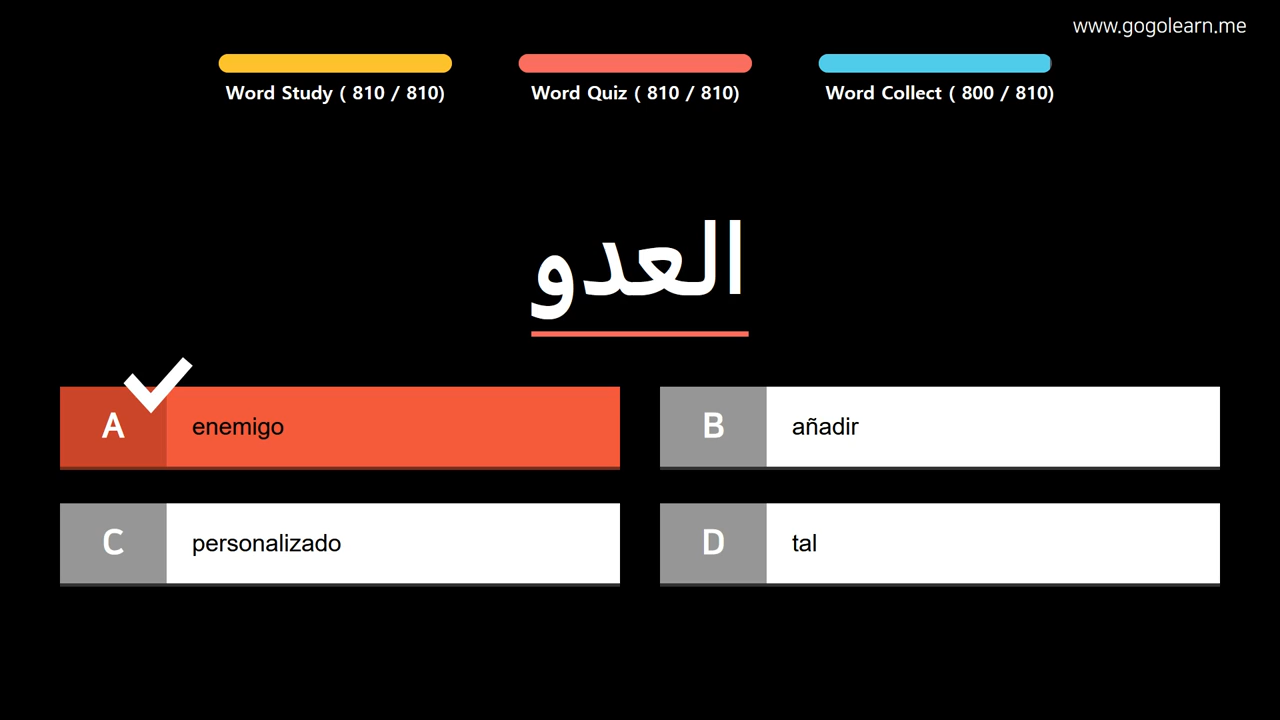 www.gogolearn.me
Word Study ( 810 / 810)
Word Quiz ( 810 / 810)
Word Collect ( 800 / 810)
العدو
A enemigo
B añadir
C personalizado
D tal